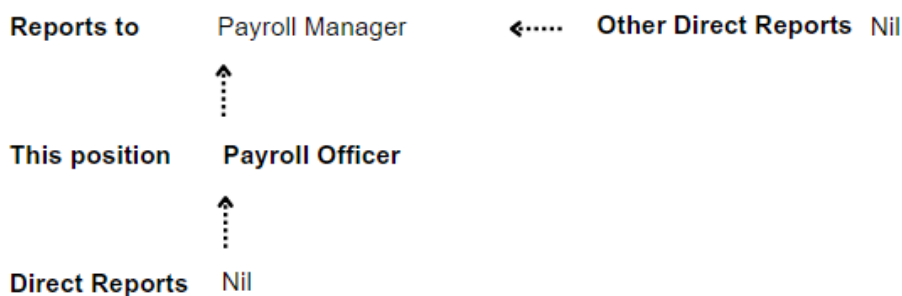 Reports to Payroll Manager Other Direct Reports Nil
This position Payroll Officer
Direct Reports Nil